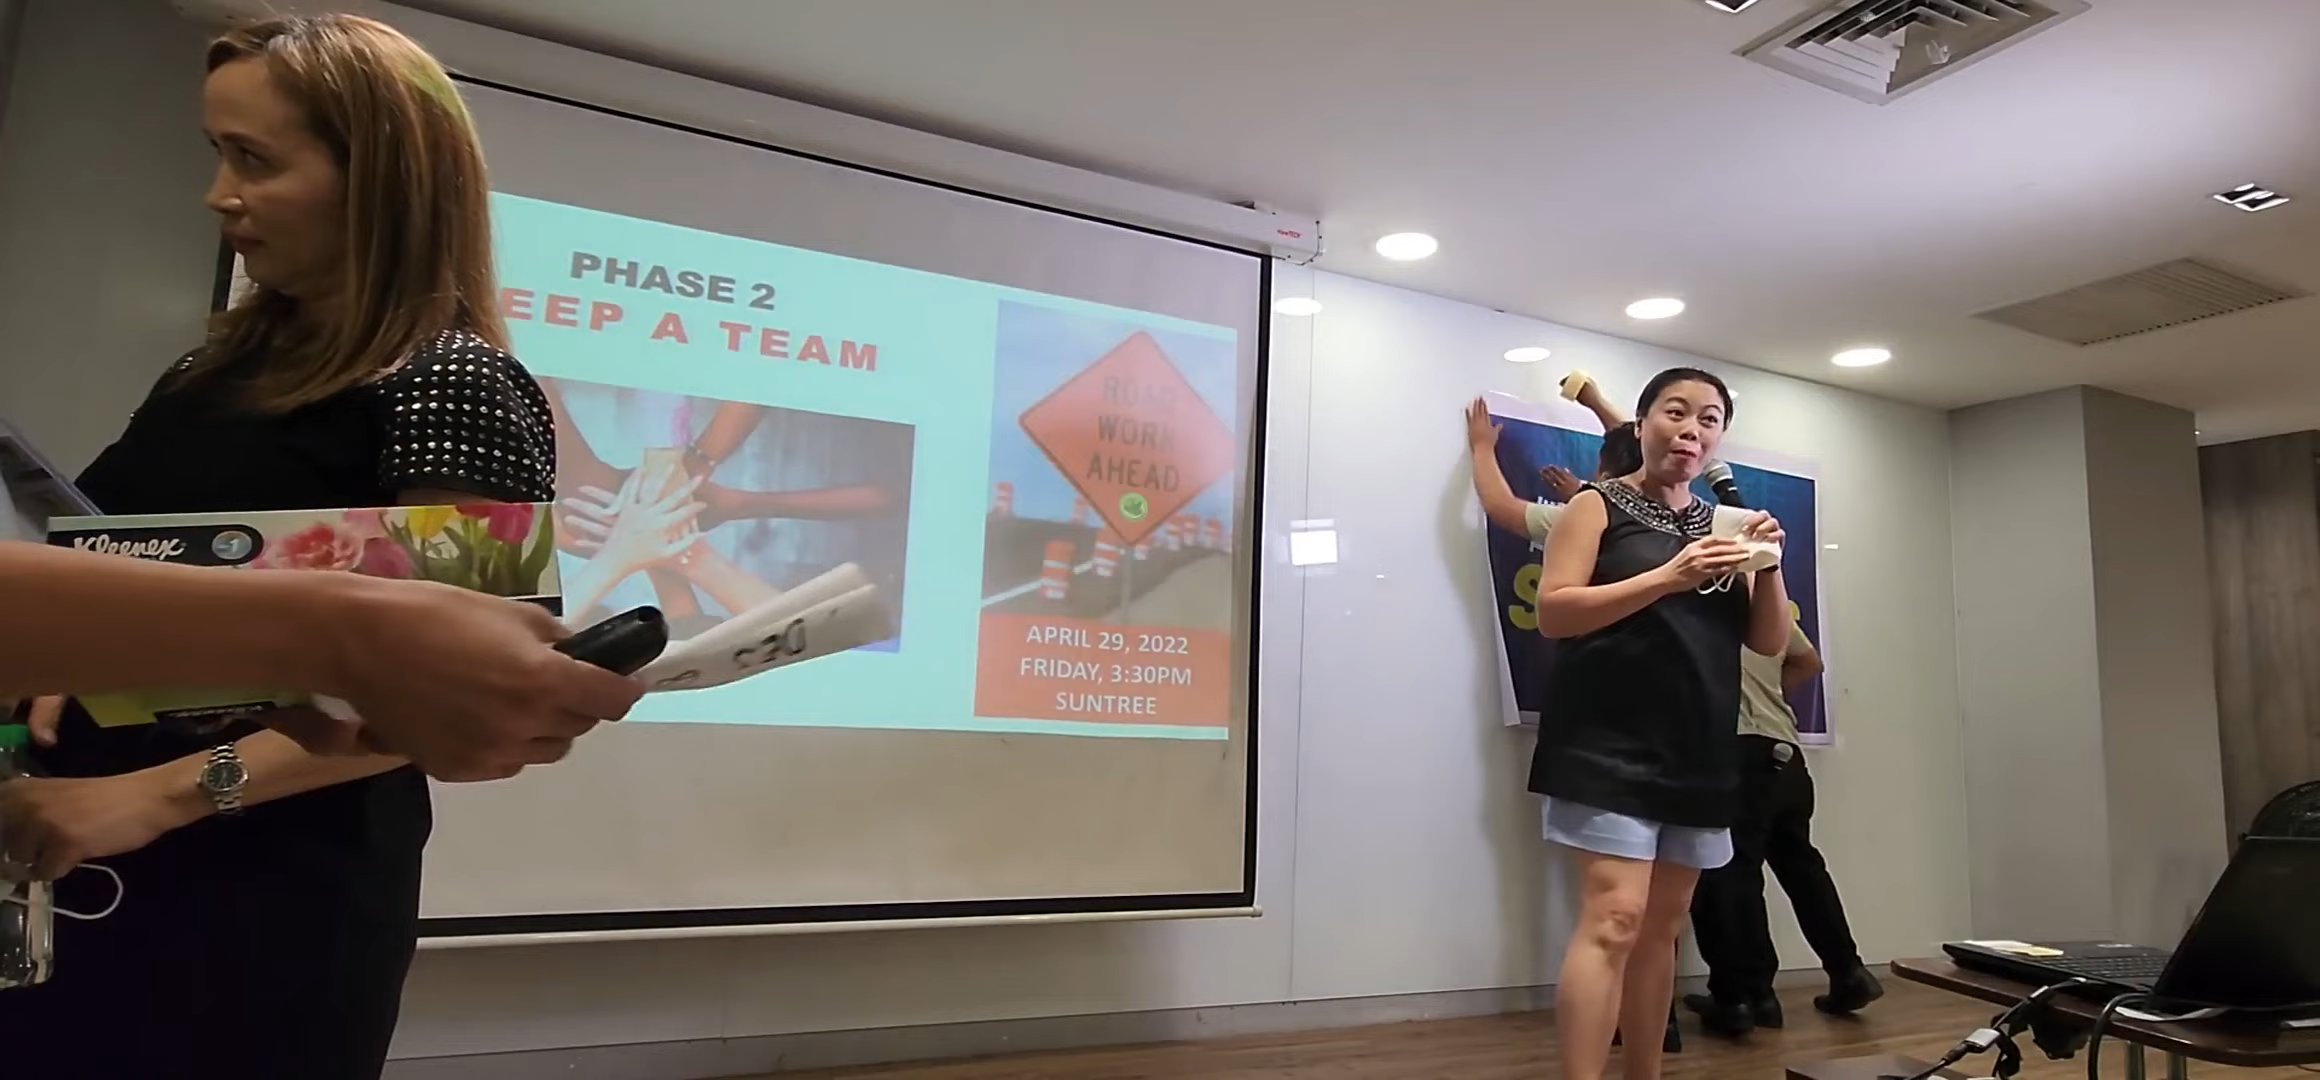 PHASE 2
EEP A TEAM
ROAD
WORK
AHEAD
APRIL 29, 2022
FRIDAY, 3:30PM
SUNTREE
Kleenex